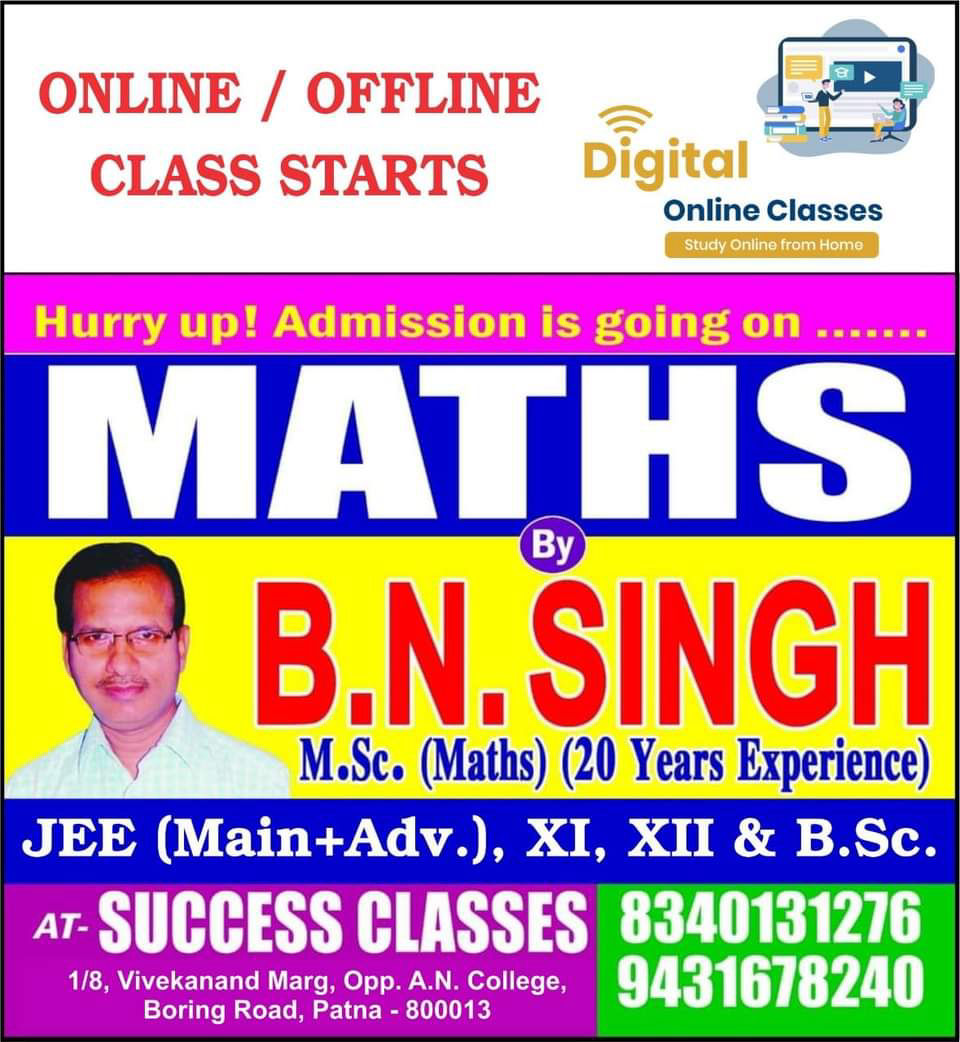 ONLINE / OFFLINE
CLASS STARTS
Digital
Online Classes
Study Online from Home
Hurry up! Admission is going on .......
MATHS
By
B.N. SINGH
M.Sc. (Maths) (20 Years Experience)
JEE (Main+Adv.), XI, XII & B.Sc.
AT- SUCCESS CLASSES
1/8, Vivekanand Marg, Opp. A.N. College,
Boring Road, Patna - 800013
8340131276
9431678240